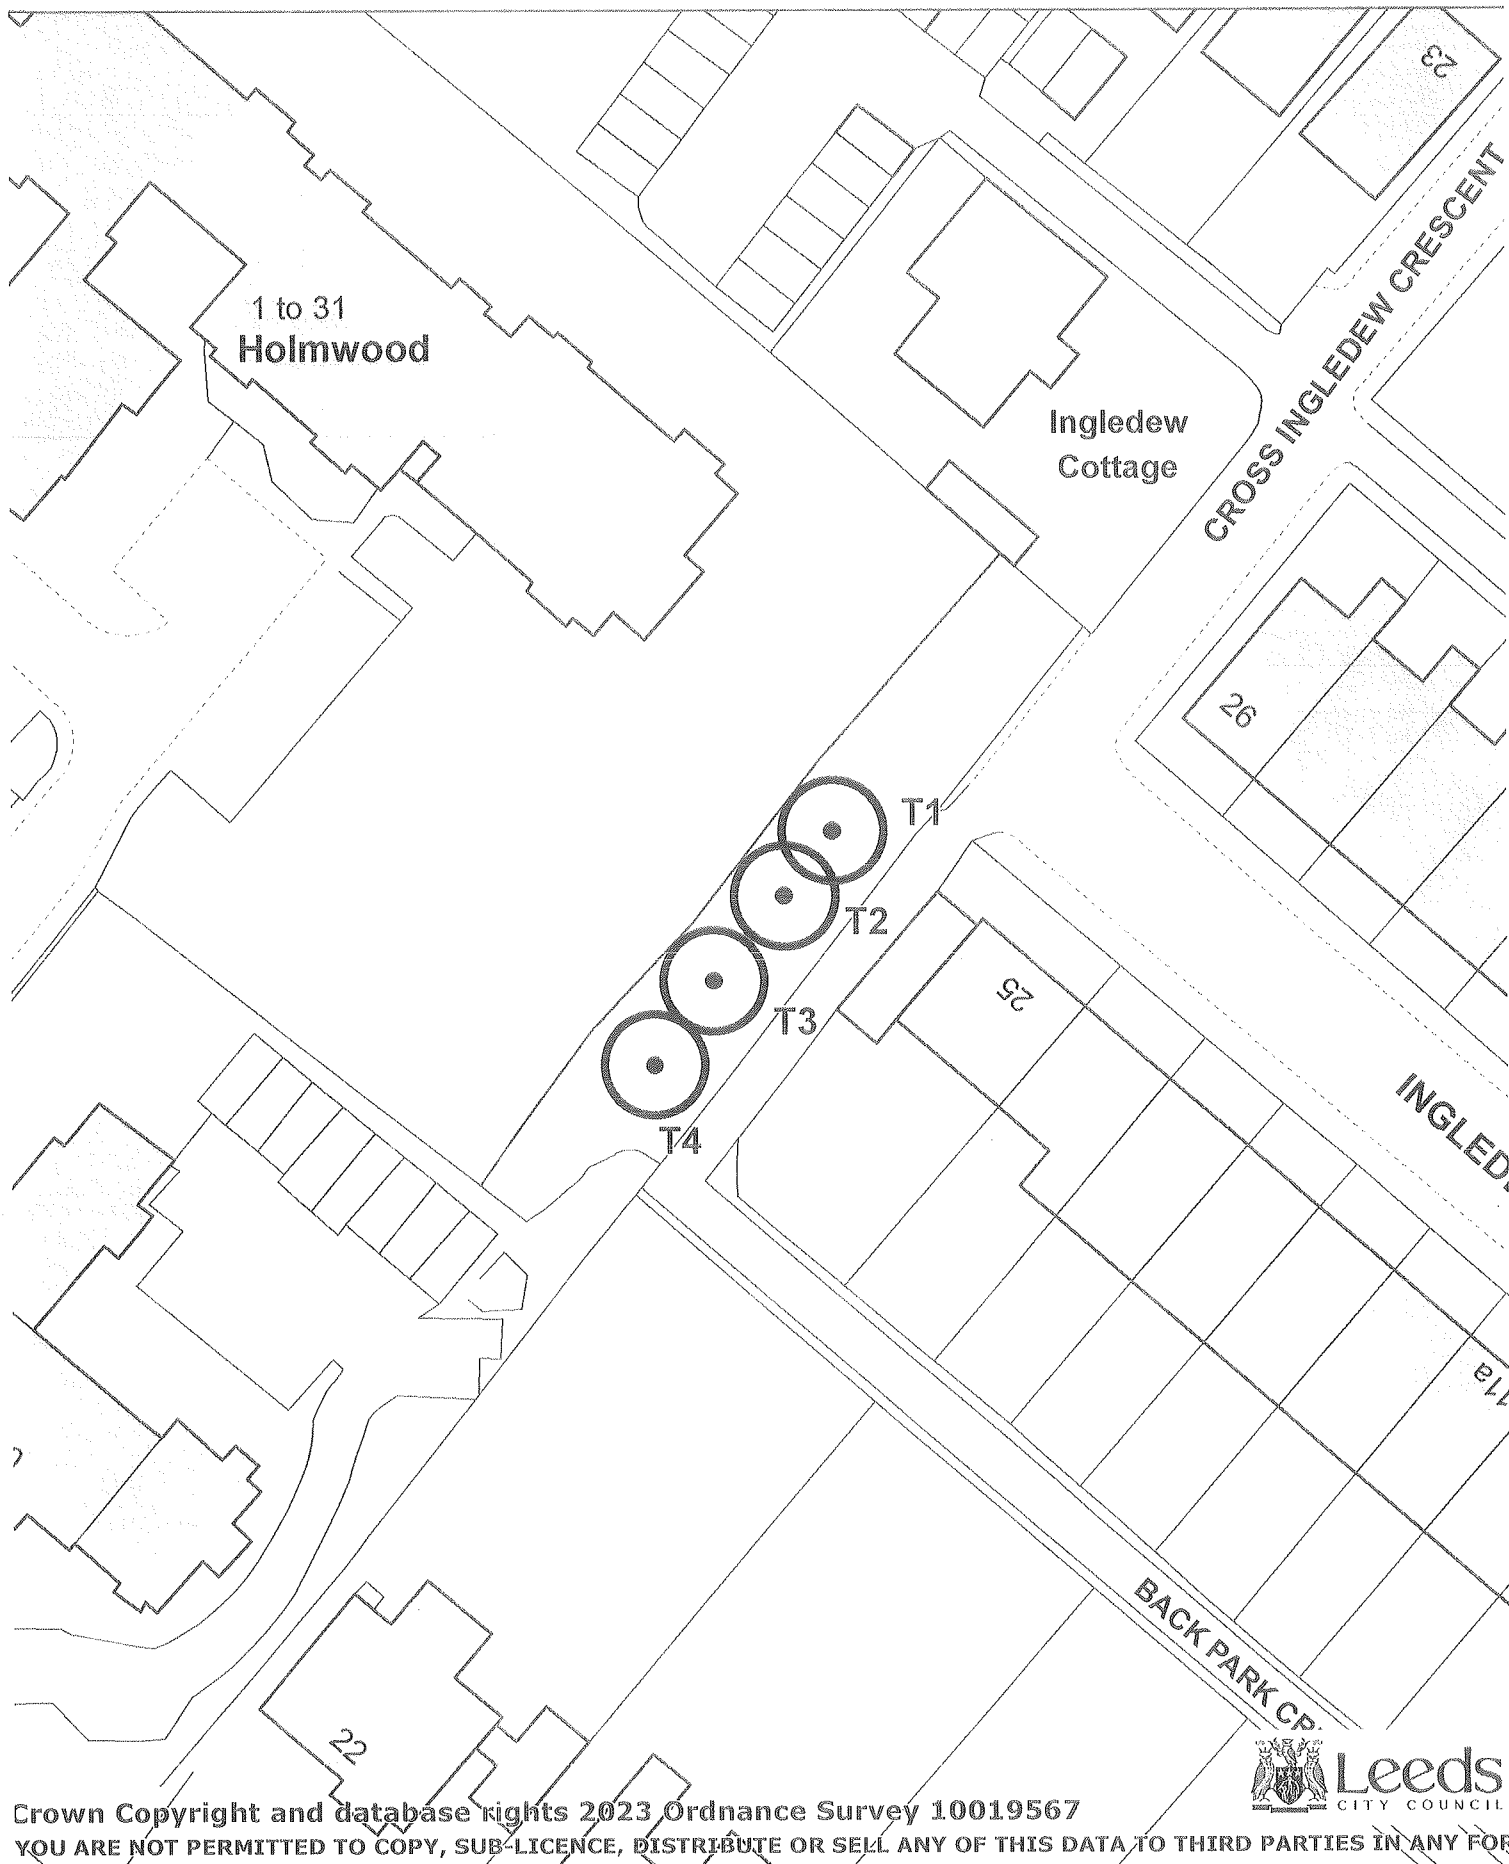 23
CROSS INGLEDEW CRESCENT
1 to 31
Holmwood
Ingledew
Cottage
26
T1
T2
T3
T4
25
INGLED
11a
BACK PARK CR
22
Leeds
CITY COUNCIL
Crown Copyright and database rights 2023 Ordnance Survey 10019567
YOU ARE NOT PERMITTED TO COPY, SUB-LICENCE, DISTRIBUTE OR SELL ANY OF THIS DATA TO THIRD PARTIES IN ANY FOR